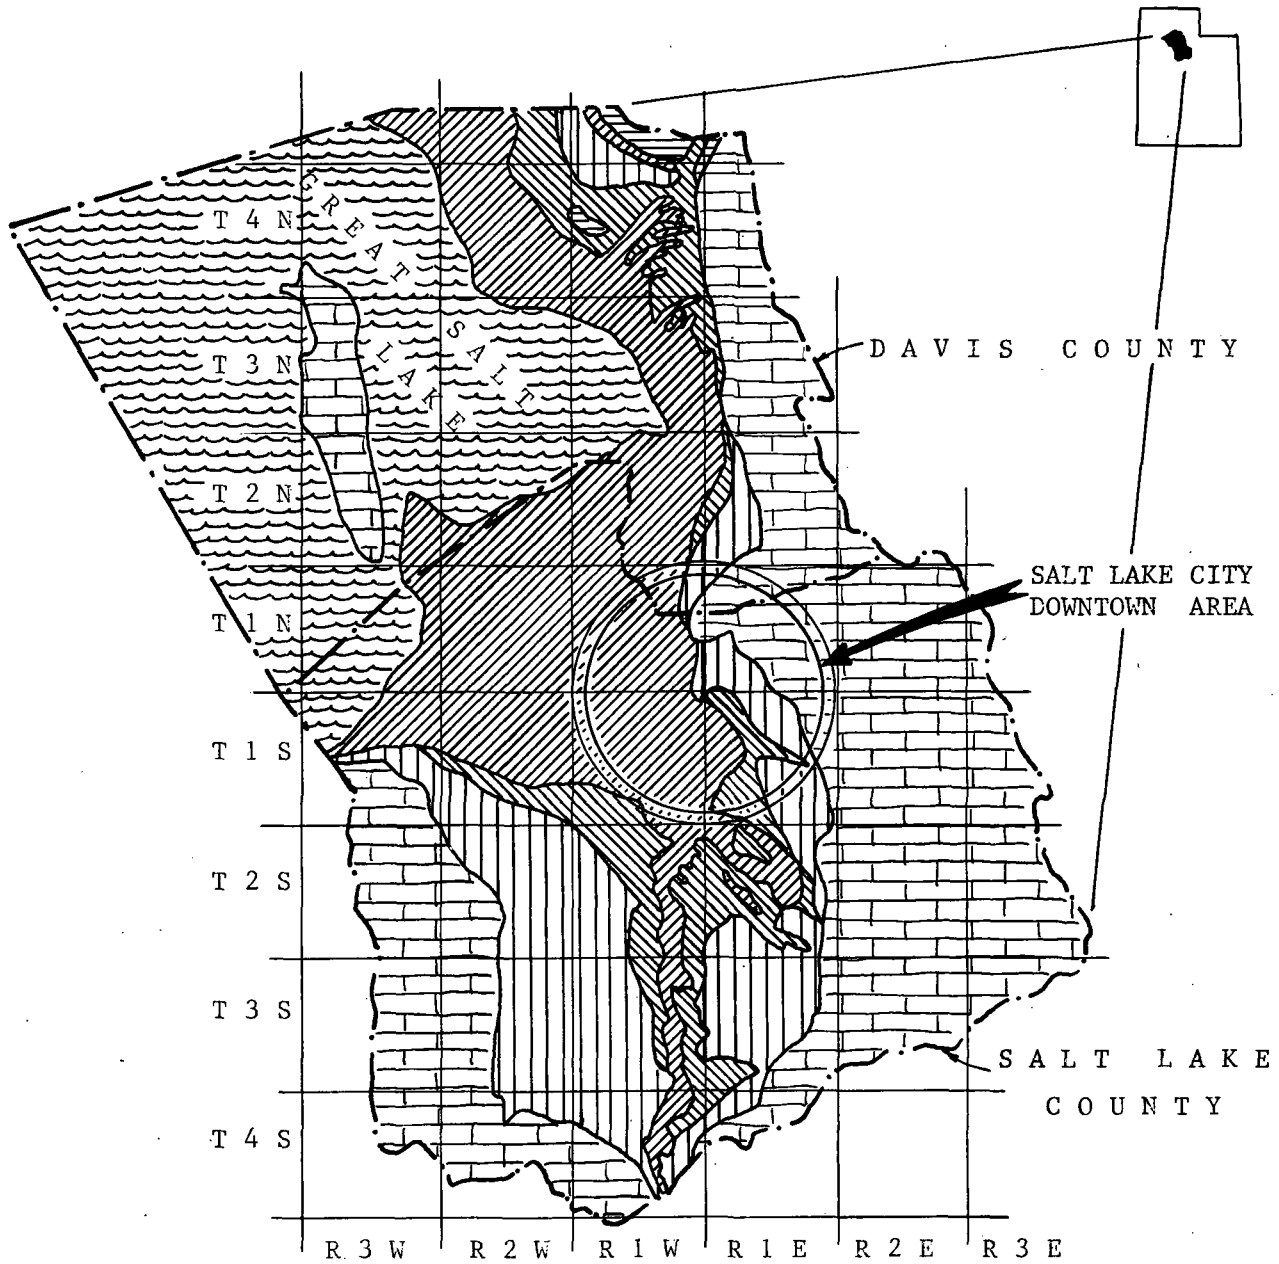 T 4 N
GREAT
SALT
LAKE
T 3 N
DAVIS COUNTY
T 2 N
SALT LAKE CITY
DOWNTOWN AREA
T 1 N
T 1 S
T 2 S
T 3 S
SALT LAKE
COUNTY
T 4 S
R 3 W R 2 W R 1 W R 1 E R 2 E R 3 E